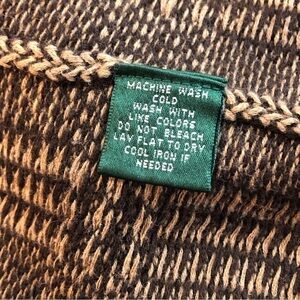 MACHINE WASH
COLD
WASH WITH
LIKE COLORS
DO NOT BLEACH
LAY FLAT TO DRY
COOL IRON IF
NEEDED